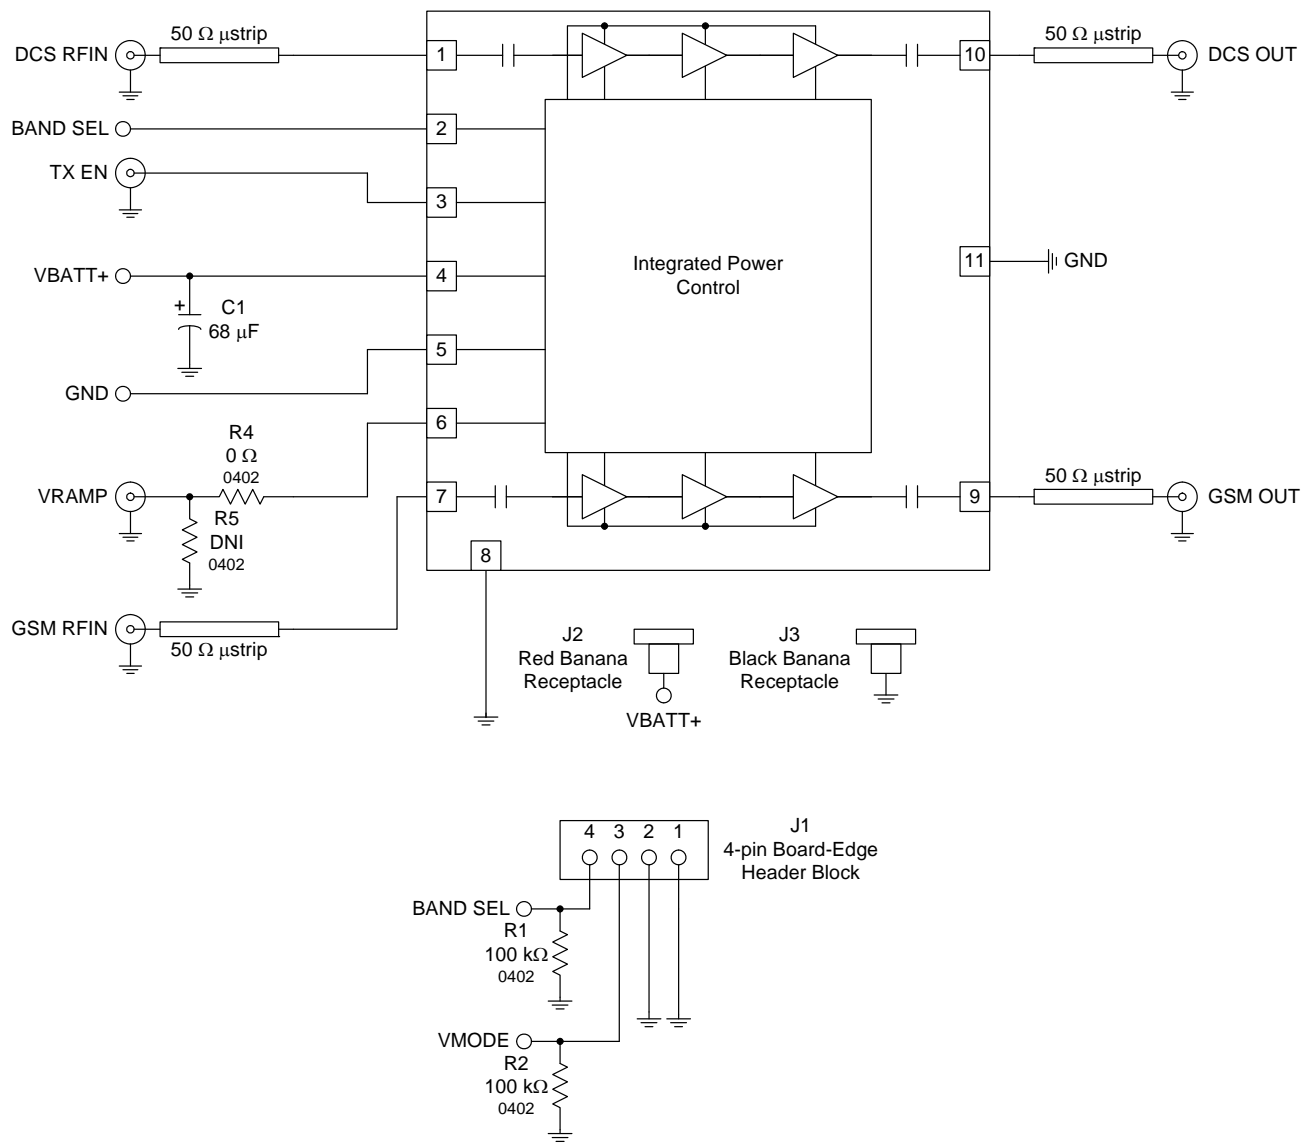 50 Ω µstrip
DCS RFIN
1
10
50 Ω µstrip
DCS OUT
BAND SEL
2
TX EN
3
Integrated Power
Control
11
GND
VBATT+
4
+
C1
68 µF
5
GND
6
R4
0 Ω
0402
VRAMP
7
9
50 Ω µstrip
GSM OUT
R5
DNI
0402
8
GSM RFIN
50 Ω µstrip
J2
Red Banana
Receptacle
VBATT+
J3
Black Banana
Receptacle
4 3 2 1
J1
4-pin Board-Edge
Header Block
BAND SEL
R1
100 kΩ
0402
VMODE
R2
100 kΩ
0402